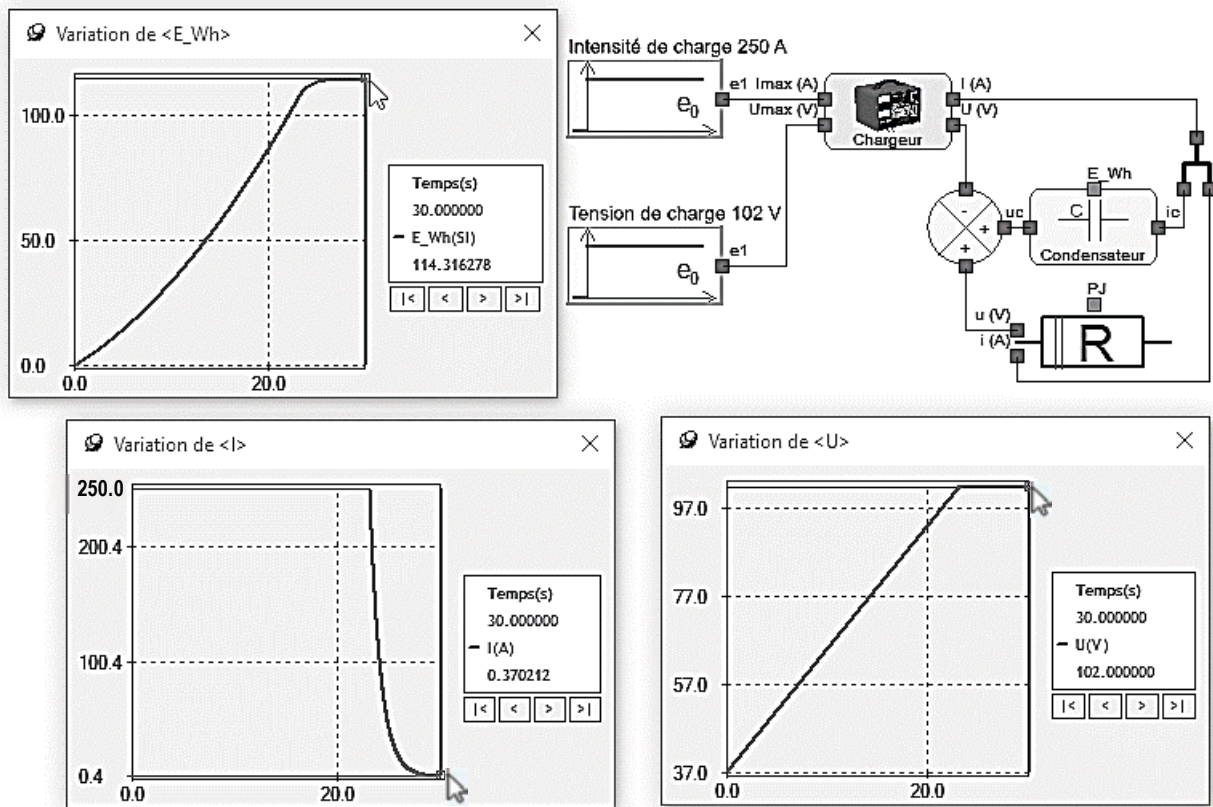 Variation de <E_Wh>
100.0
50.0
0.0
0.0
20.0
Temps(s)
30.000000
E_Wh(SI)
114.316278
|< < > >|
Intensité de charge 250 A
e0
e1
Imax (A)
Umax (V)
Chargeur
I (A)
U (V)
Tension de charge 102 V
e0
e1
E_Wh
uc
C
ic
Condensateur
-
+
+
PJ
u (V)
i (A)
R
Variation de <I>
250.0
200.4
100.4
0.4
0.0
20.0
Temps(s)
30.000000
I(A)
0.370212
|< < > >|
Variation de <U>
97.0
77.0
57.0
37.0
0.0
20.0
Temps(s)
30.000000
U(V)
102.000000
|< < > >|